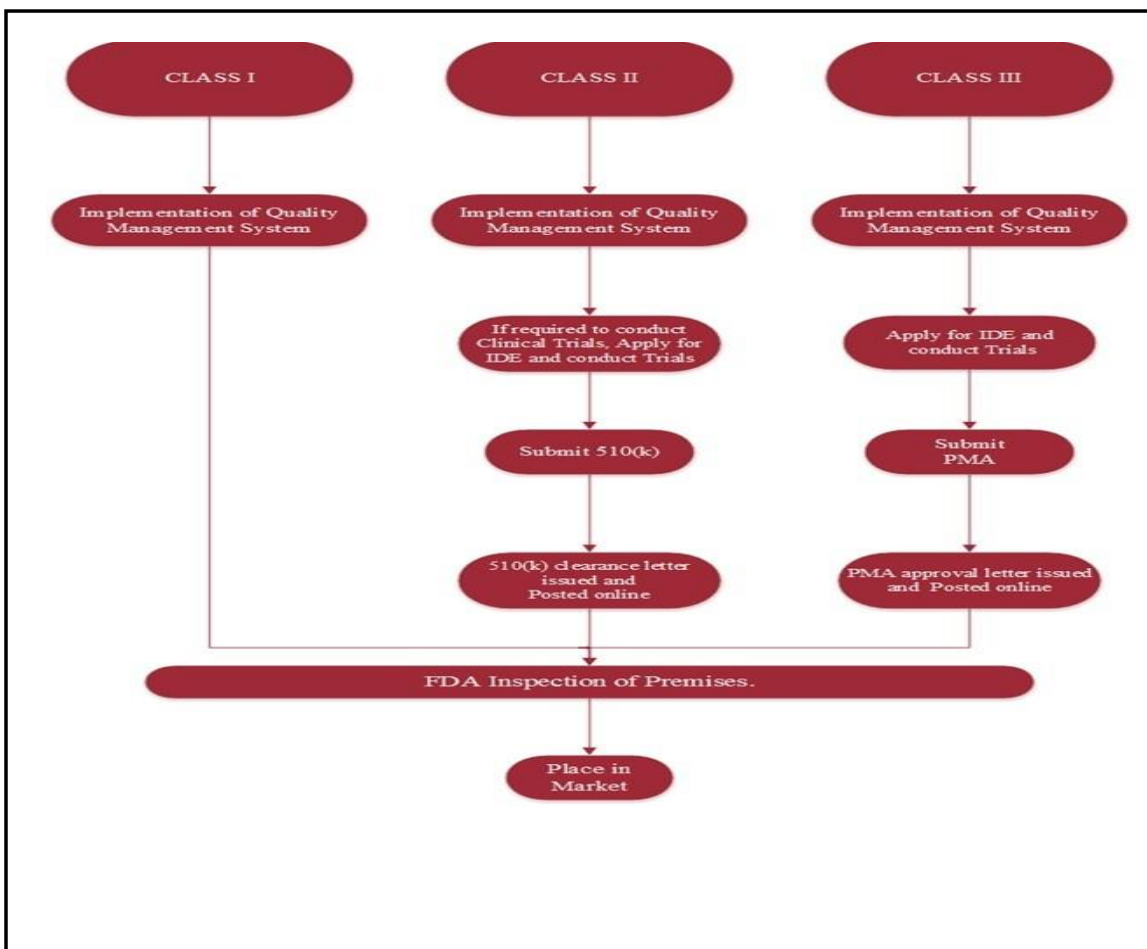 CLASS I
CLASS II
CLASS III
Implementation of Quality
Management System
Implementation of Quality
Management System
Implementation of Quality
Management System
If required to conduct
Clinical Trials, Apply for
IDE and conduct Trials
Apply for IDE and
conduct Trials
Submit 510(k)
Submit
PMA
510(k) clearance letter
issued and
Posted online
PMA approval letter issued
and Posted online
FDA Inspection of Premises.
Place in
Market